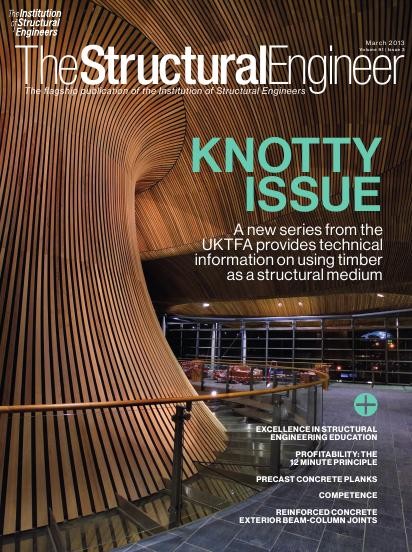 The Institution
of Structural
Engineers
March 2013
Volume 91 | Issue 3
TheStructuralEngineer
The flagship publication of the Institution of Structural Engineers
KNOTTY
ISSUE
A new series from the
UKTFA provides technical
information on using timber
as a structural medium
+
EXCELLENCE IN STRUCTURAL
ENGINEERING EDUCATION
PROFITABILITY: THE
12 MINUTE PRINCIPLE
PRECAST CONCRETE PLANKS
COMPETENCE
REINFORCED CONCRETE
EXTERIOR BEAM-COLUMN JOINTS